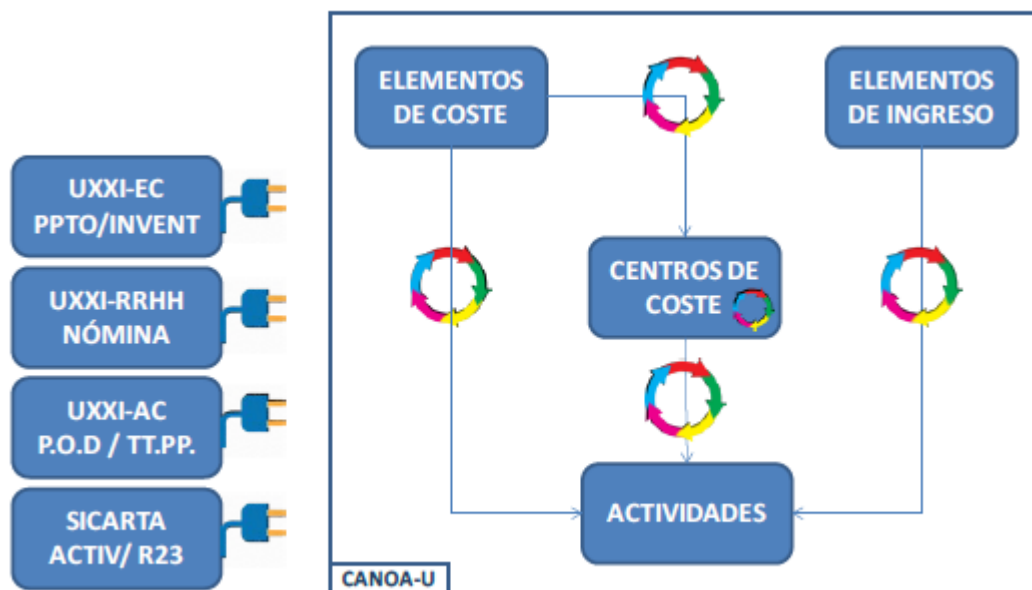 UXXI-EC
PPTO/INVENT
UXXI-RRHH
NÓMINA
UXXI-AC
P.O.D / TT.PP.
SICARTA
ACTIV/ R23
ELEMENTOS
DE COSTE
ELEMENTOS
DE INGRESO
CENTROS DE
COSTE
ACTIVIDADES
CANOA-U